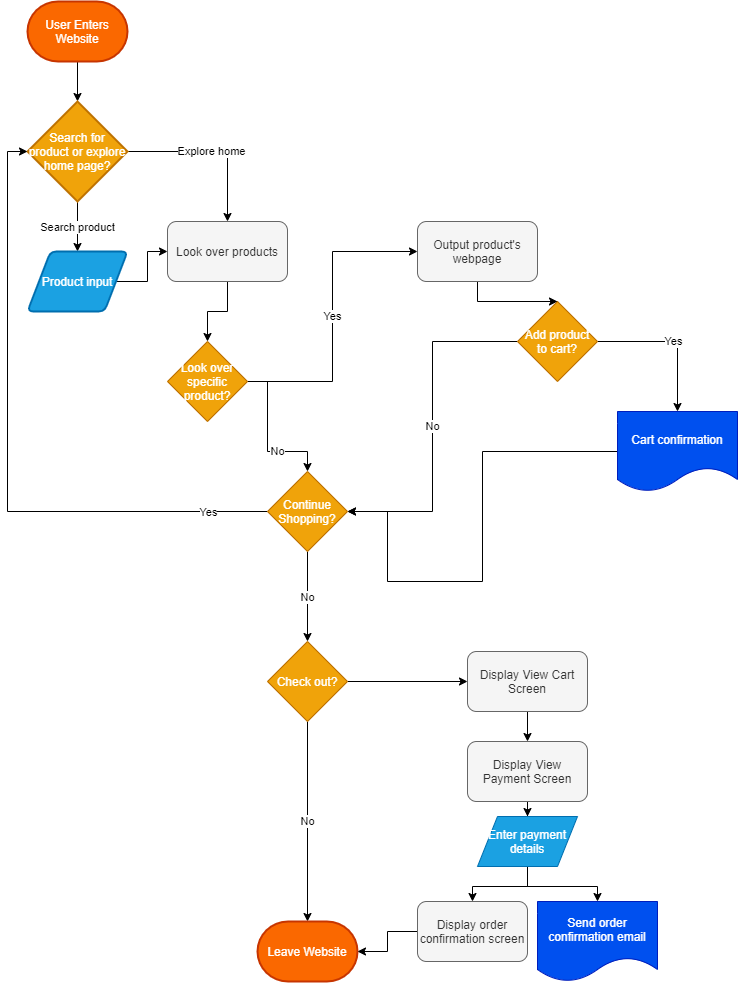 User Enters
Website
Search for
product or explore
home page?
Explore home
Search product
Product input
Look over products
Output product's
webpage
Yes
Add product
to cart?
Yes
Look over
specific
product?
No
No
Cart confirmation
Continue
Shopping?
Yes
No
Check out?
Display View Cart
Screen
Display View
Payment Screen
No
Enter payment
details
Display order
confirmation screen
Send order
confirmation email
Leave Website